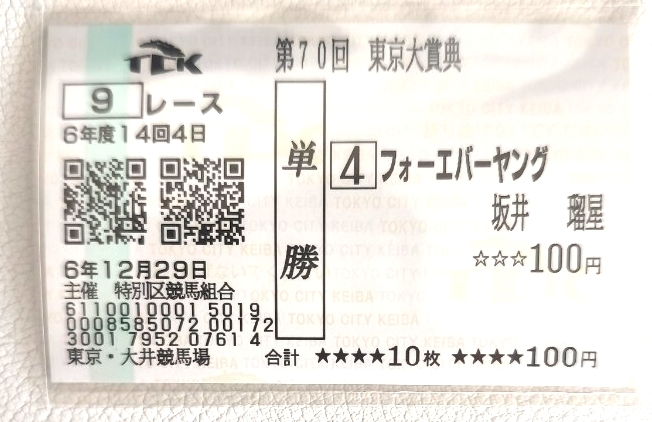 TCK
第70回 東京大賞典
9 レース
6年度14回4日
単勝
4 フォーエバーヤング
坂井 瑠星
☆☆☆100円
6年12月29日
主催 特別区競馬組合
6110010001 5019
0008585072 00172
3001 7952 0761 4
東京・大井競馬場
合計 ★★★★10枚 ★★★★100円
TOKYO CITY KEIBA